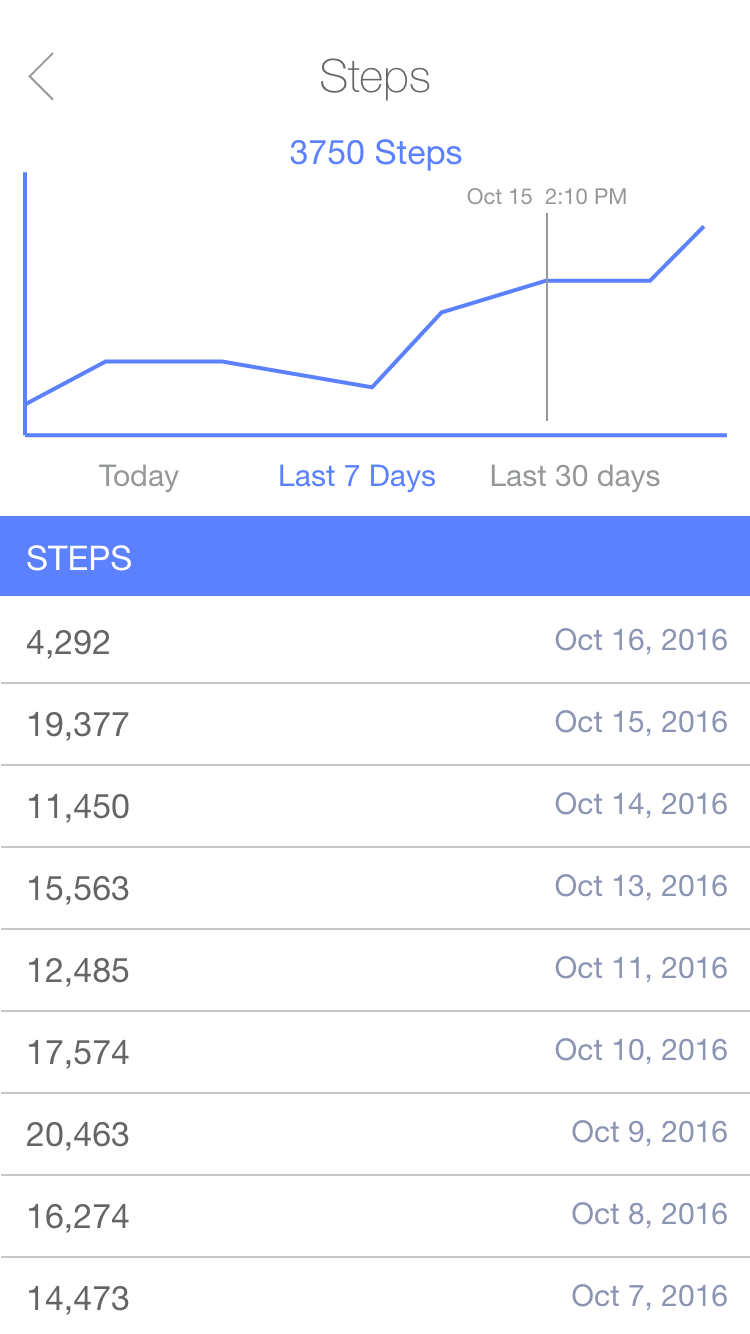 Steps
3750 Steps
Oct 15 2:10 PM
Today Last 7 Days Last 30 days
STEPS
4,292 Oct 16, 2016
19,377 Oct 15, 2016
11,450 Oct 14, 2016
15,563 Oct 13, 2016
12,485 Oct 11, 2016
17,574 Oct 10, 2016
20,463 Oct 9, 2016
16,274 Oct 8, 2016
14,473 Oct 7, 2016